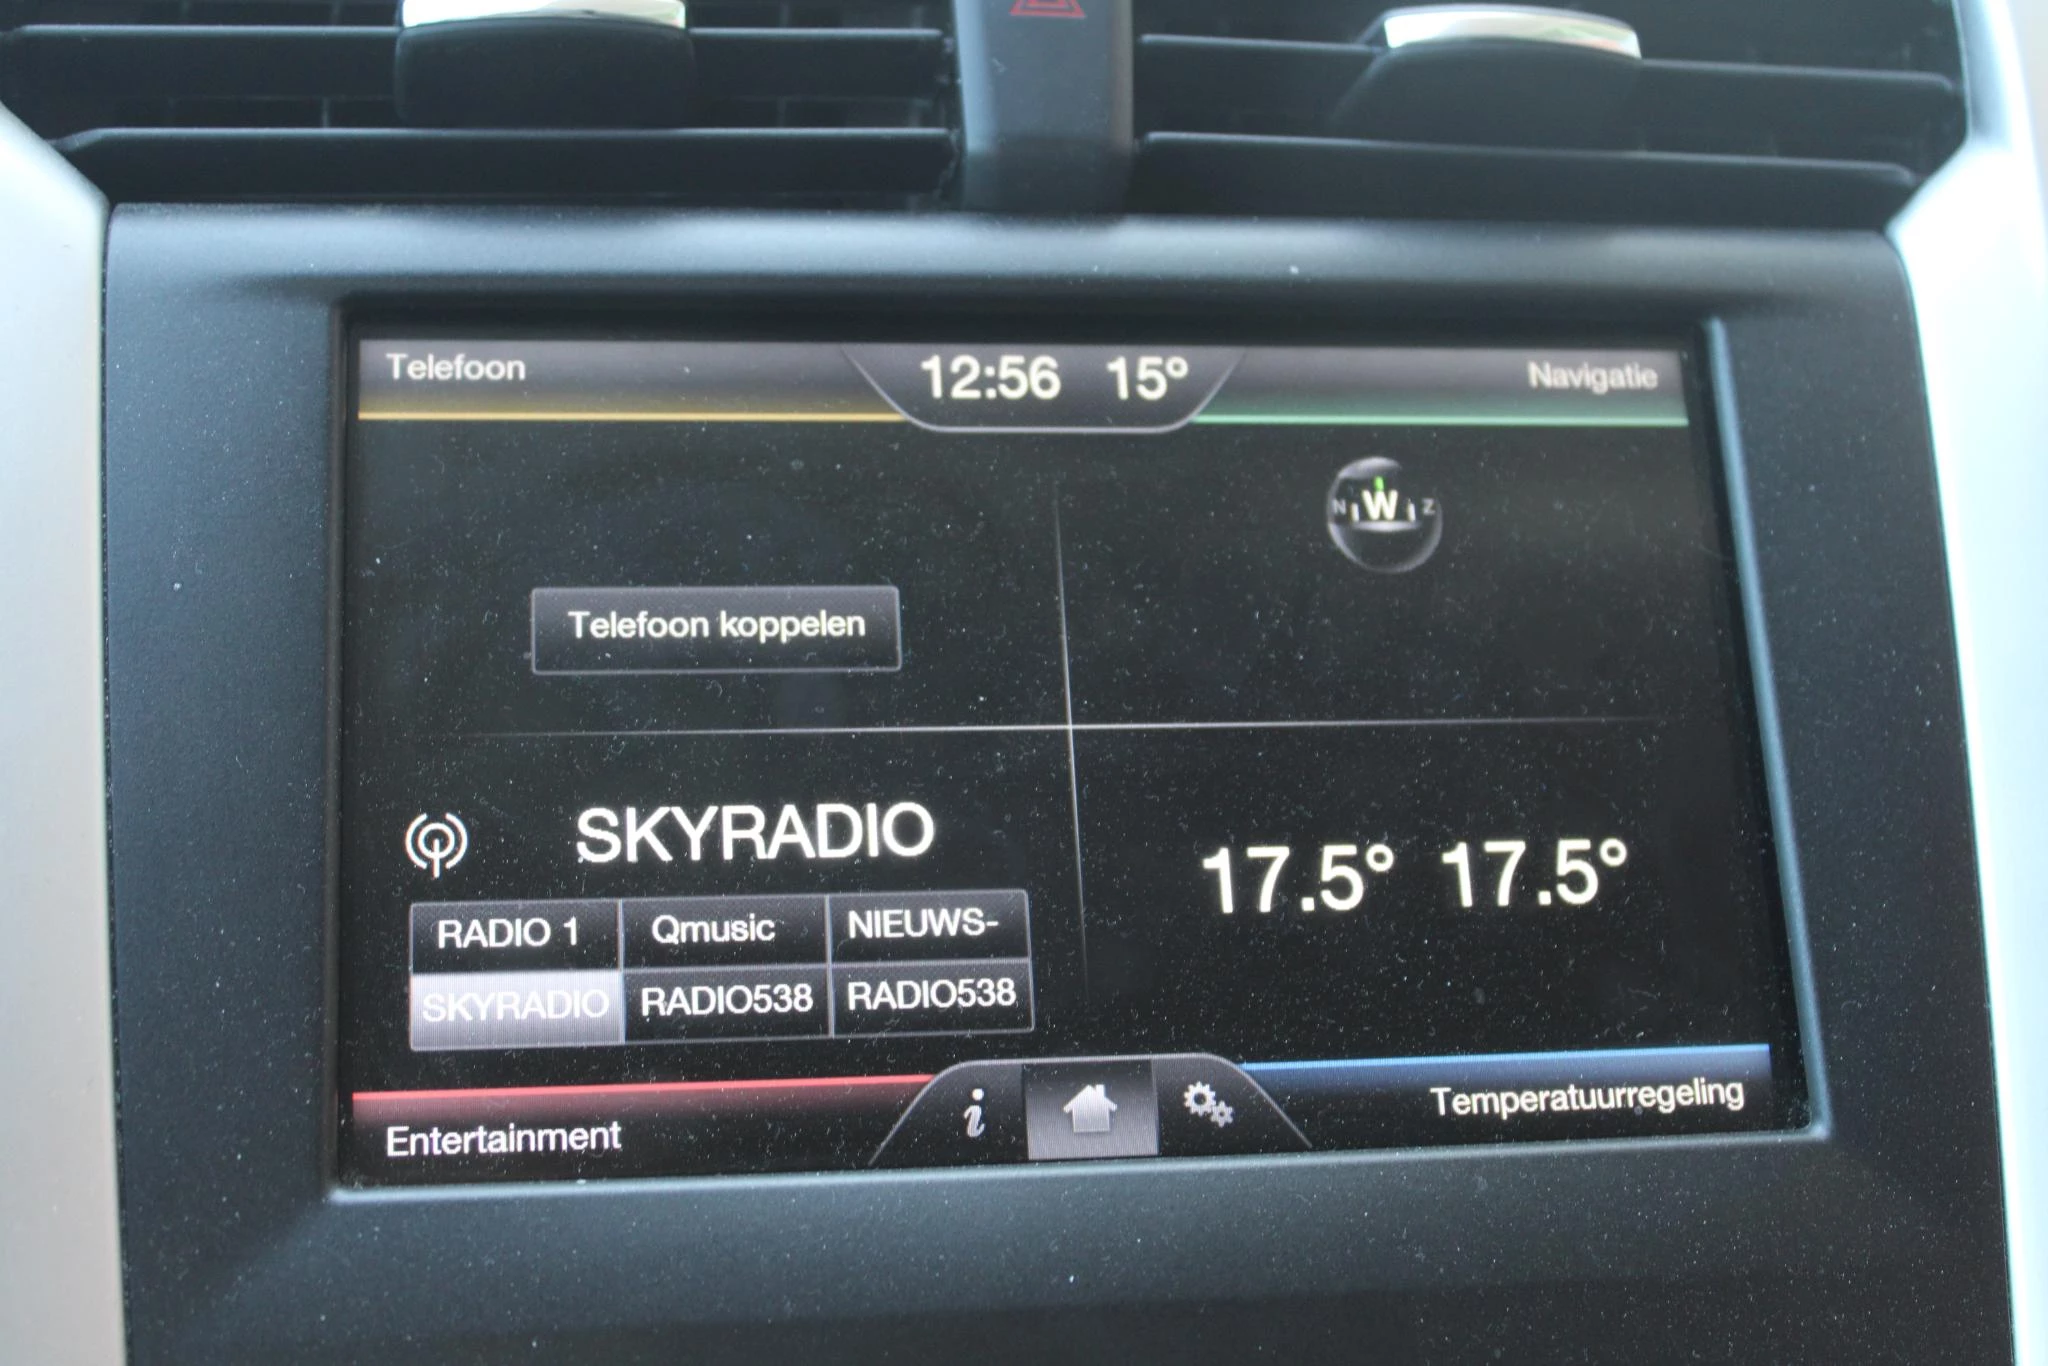 Telefoon
12:56 15°
Navigatie
N W Z
Telefoon koppelen
SKYRADIO
RADIO 1
Qmusic
NIEUWS-
SKYRADIO
RADIO538
RADIO538
17.5° 17.5°
Entertainment
i
Temperatuurregeling